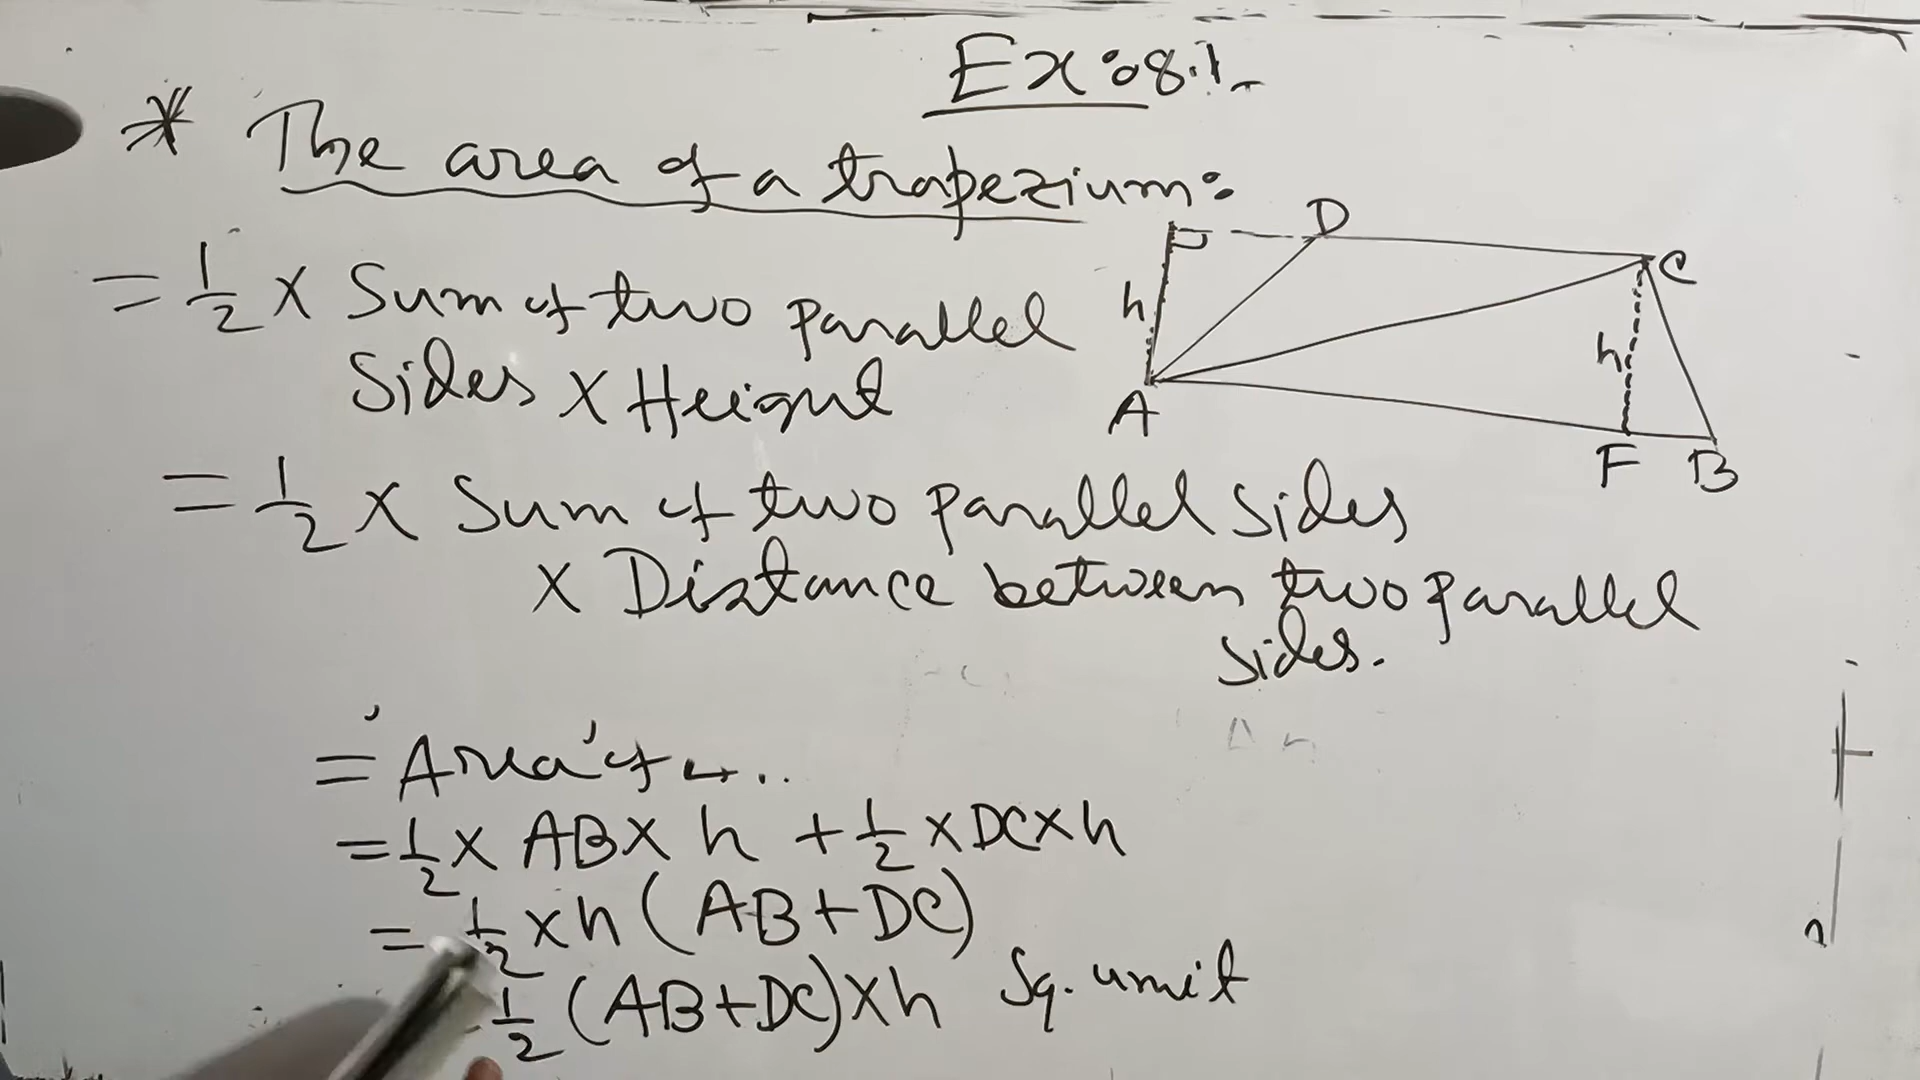 Ex: 8.1
* The area of a trapezium:
= 1/2 × Sum of two parallel
Sides × Height
= 1/2 × Sum of two parallel sides
× Distance between two parallel
sides.
D
C
h
h
A
F
B
= Area of
= 1/2 × AB × h + 1/2 × DC × h
= 1/2 × h (AB + DC)
1/2 (AB + DC) × h Sq. unit